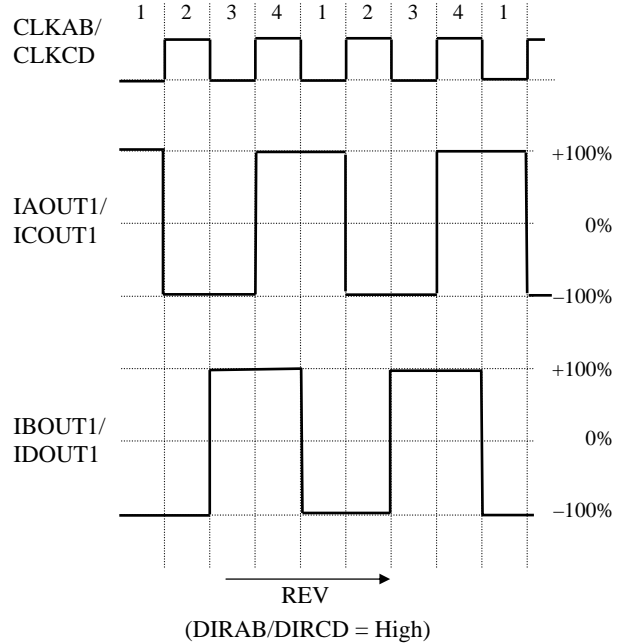 1 2 3 4 1 2 3 4 1
CLKAB/
CLKCD
+100%
IAOUT1/
ICOUT1
0%
–100%
+100%
IBOUT1/
IDOUT1
0%
–100%
REV
(DIRAB/DIRCD = High)